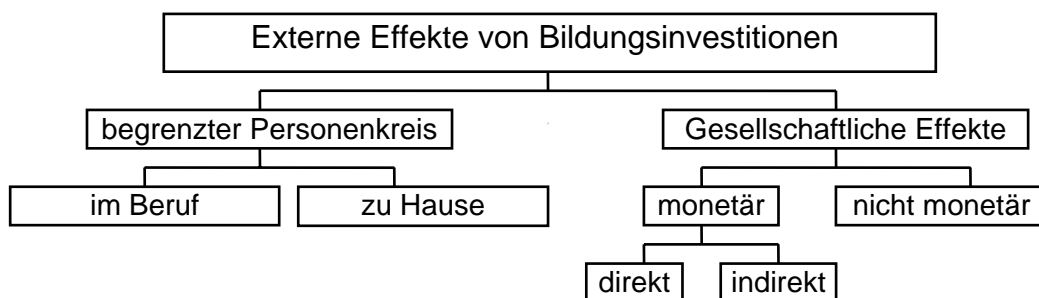 Externe Effekte von Bildungsinvestitionen
begrenzter Personenkreis
Gesellschaftliche Effekte
im Beruf
zu Hause
monetär
nicht monetär
direkt
indirekt